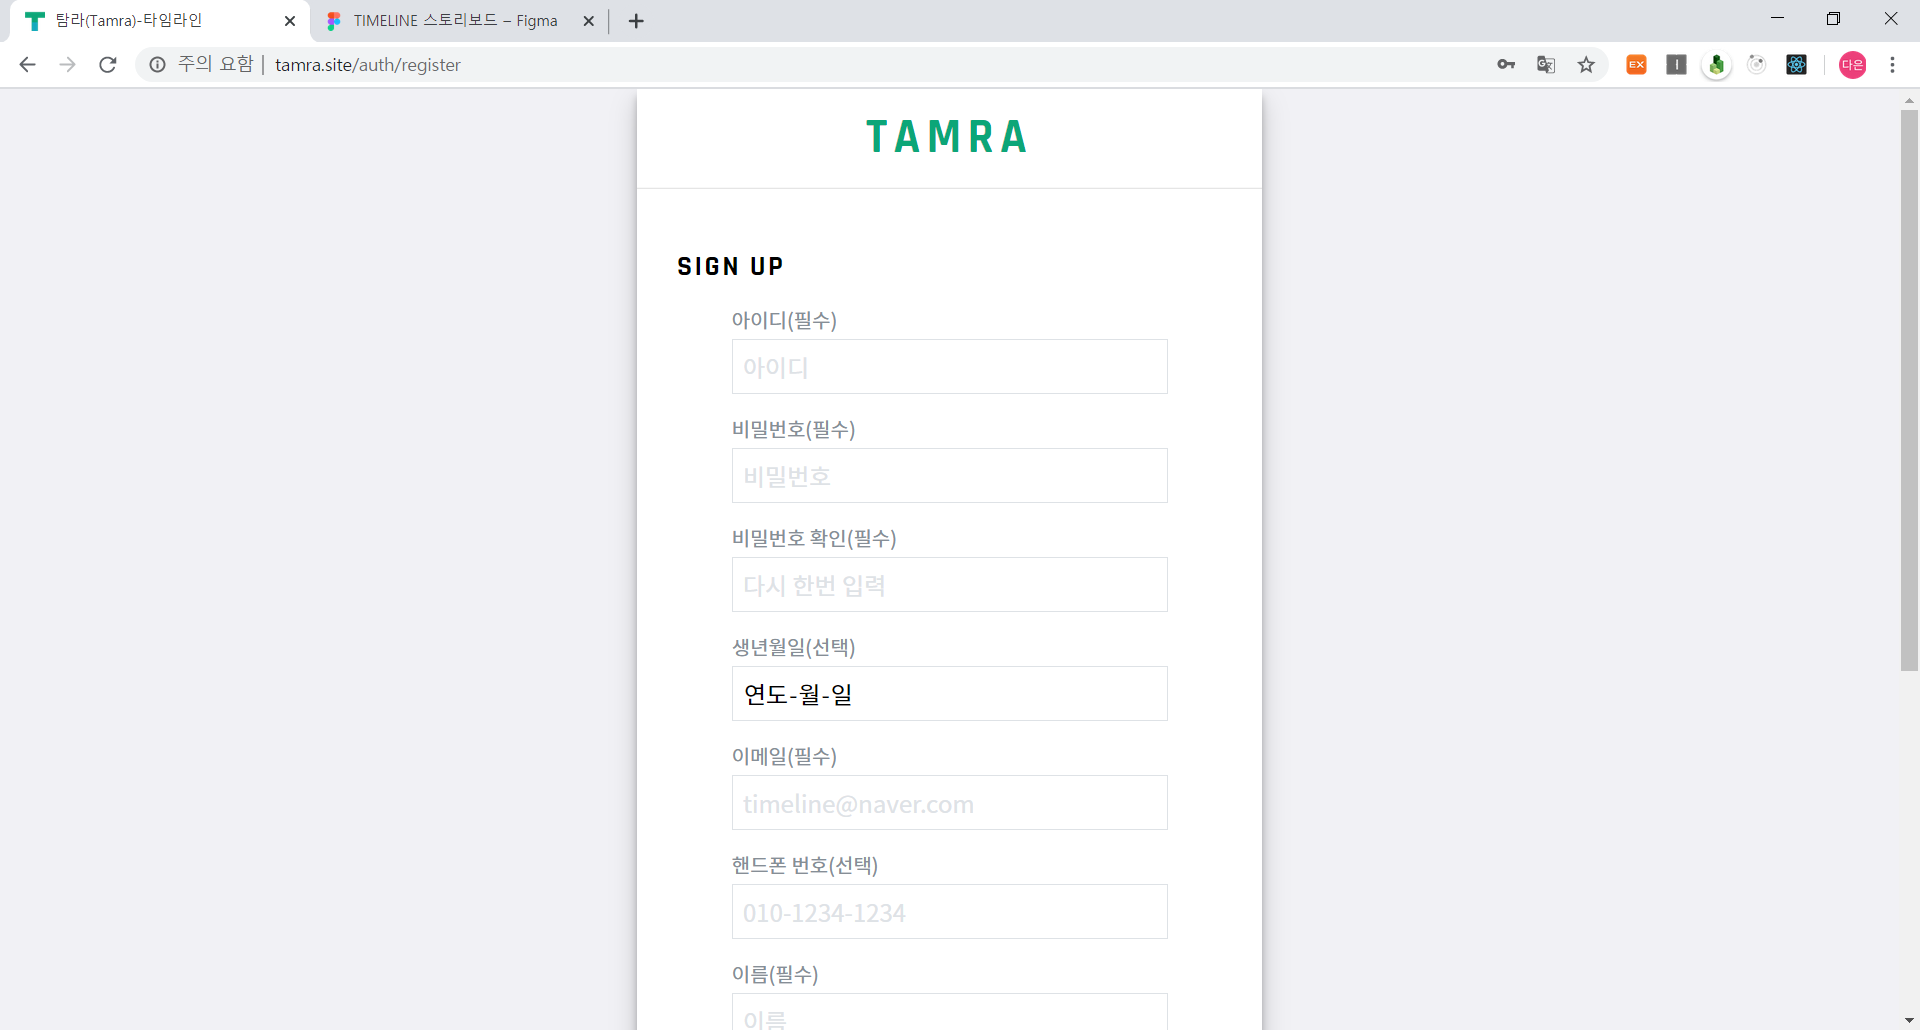 탐라(Tamra)-타임라인
TIMELINE 스토리보드 – Figma
주의 요함 | tamra.site/auth/register
EX
다은
TAMRA
SIGN UP
아이디(필수)
아이디
비밀번호(필수)
비밀번호
비밀번호 확인(필수)
다시 한번 입력
생년월일(선택)
연도-월-일
이메일(필수)
timeline@naver.com
핸드폰 번호(선택)
010-1234-1234
이름(필수)
이름